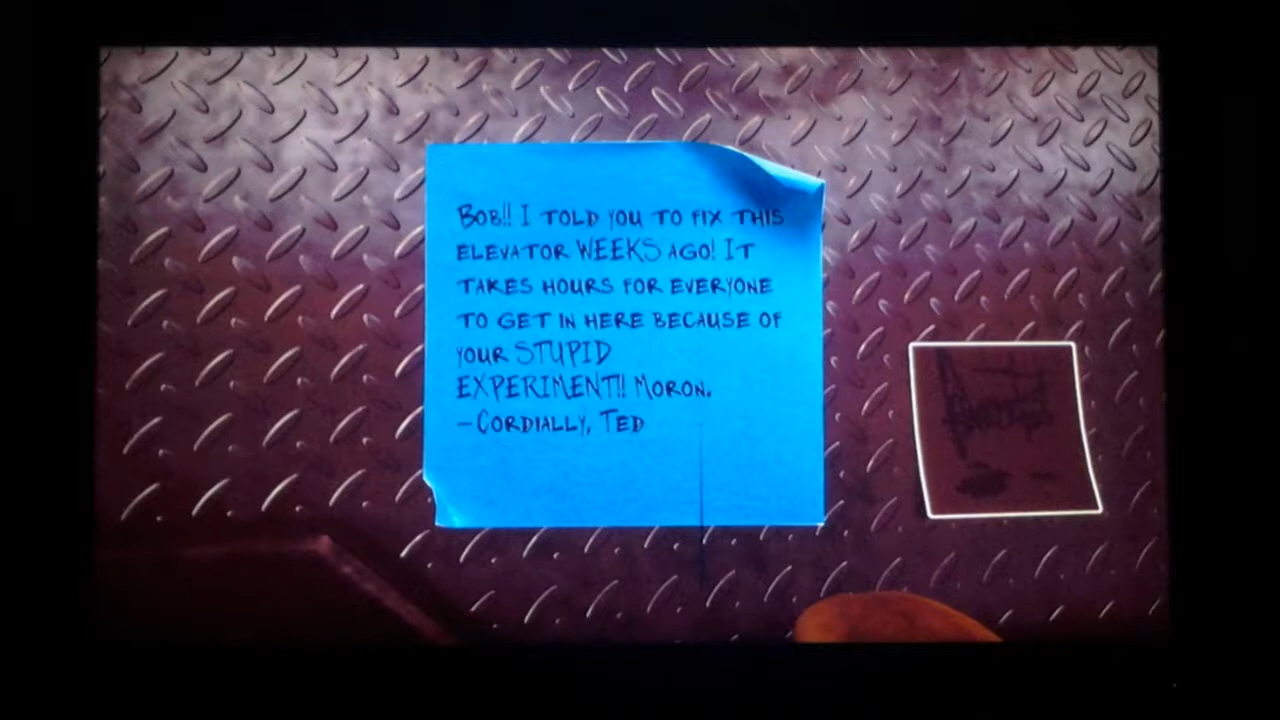 Bob!! I TOLD YOU TO FIX THIS
ELEVATOR WEEKS AGO! IT
TAKES HOURS FOR EVERYONE
TO GET IN HERE BECAUSE OF
YOUR STUPID
EXPERIMENT!! MORON.
-CORDIALLY, TED